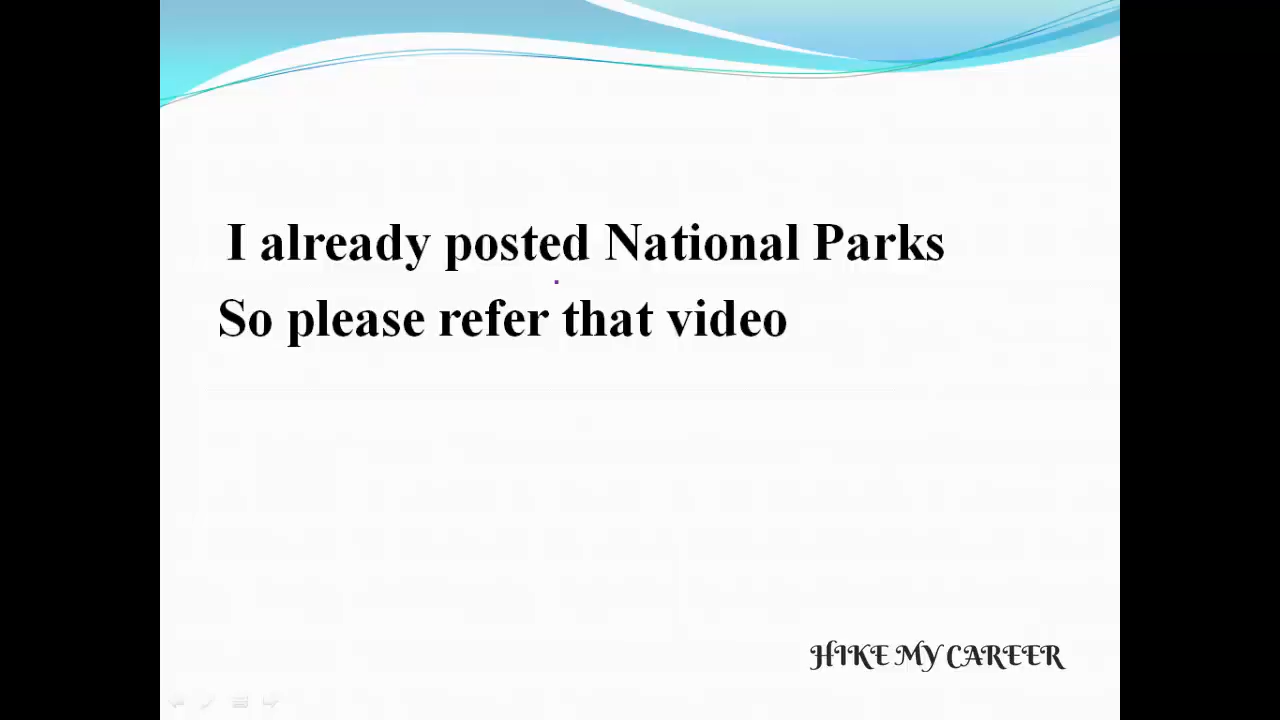 I already posted National Parks
So please refer that video
HIKE MY CAREER